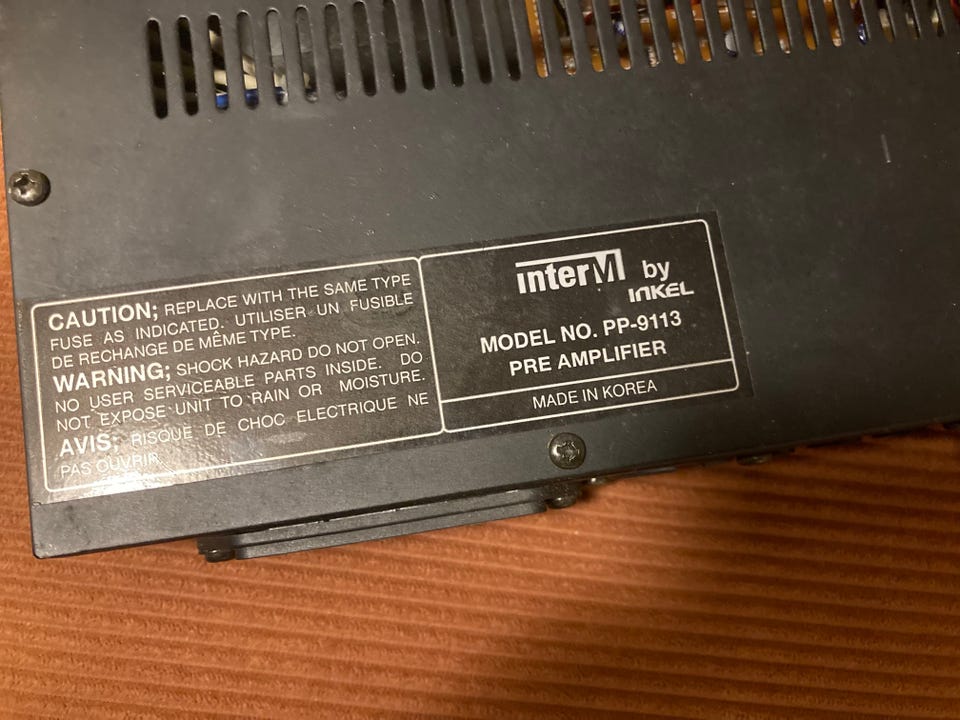 CAUTION; REPLACE WITH THE SAME TYPE
FUSE AS INDICATED. UTILISER UN FUSIBLE
DE RECHANGE DE MÊME TYPE.
WARNING; SHOCK HAZARD DO NOT OPEN.
NO USER SERVICEABLE PARTS INSIDE. DO
NOT EXPOSE UNIT TO RAIN OR MOISTURE.
AVIS; RISQUE DE CHOC ELECTRIQUE NE
PAS OUVRIR.
interM by
INKEL
MODEL NO. PP-9113
PRE AMPLIFIER
MADE IN KOREA